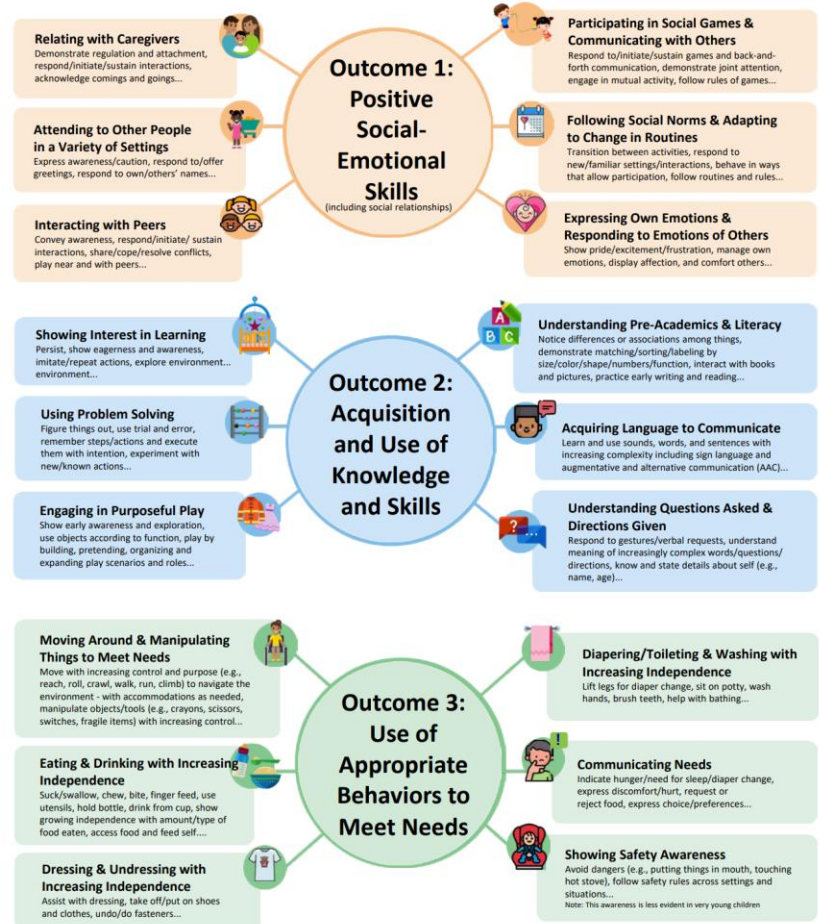 Relating with Caregivers
Demonstrate regulation and attachment,
respond/initiate/sustain interactions,
acknowledge comings and goings...
Attending to Other People
in a Variety of Settings
Express awareness/caution, respond to/offer
greetings, respond to own/others’ names...
Interacting with Peers
Convey awareness, respond/initiate/ sustain
interactions, share/cope/resolve conflicts,
play near and with peers...
Outcome 1:
Positive
Social-
Emotional
Skills
(including social relationships)
Participating in Social Games &
Communicating with Others
Respond to/initiate/sustain games and back-and-
forth communication, demonstrate joint attention,
engage in mutual activity, follow rules of games...
Following Social Norms & Adapting
to Change in Routines
Transition between activities, respond to
new/familiar settings/interactions, behave in ways
that allow participation, follow routines and rules...
Expressing Own Emotions &
Responding to Emotions of Others
Show pride/excitement/frustration, manage own
emotions, display affection, and comfort others...
Showing Interest in Learning
Persist, show eagerness and awareness,
imitate/repeat actions, explore environment...
environment...
Using Problem Solving
Figure things out, use trial and error,
remember steps/actions and execute
them with intention, experiment with
new/known actions...
Engaging in Purposeful Play
Show early awareness and exploration,
use objects according to function, play by
building, pretending, organizing and
expanding play scenarios and roles...
Outcome 2:
Acquisition
and Use of
Knowledge
and Skills
A
B C
Understanding Pre-Academics & Literacy
Notice differences or associations among things,
demonstrate matching/sorting/labeling by
size/color/shape/numbers/function, interact with books
and pictures, practice early writing and reading...
Acquiring Language to Communicate
Learn and use sounds, words, and sentences with
increasing complexity including sign language and
augmentative and alternative communication (AAC)...
?
...
Understanding Questions Asked &
Directions Given
Respond to gestures/verbal requests, understand
meaning of increasingly complex words/questions/
directions, know and state details about self (e.g.,
name, age)...
Moving Around & Manipulating
Things to Meet Needs
Move with increasing control and purpose (e.g.,
reach, roll, crawl, walk, run, climb) to navigate the
environment - with accommodations as needed,
manipulate objects/tools (e.g., crayons, scissors,
switches, fragile items) with increasing control...
Eating & Drinking with Increasing
Independence
Suck/swallow, chew, bite, finger feed, use
utensils, hold bottle, drink from cup, show
growing independence with amount/type of
food eaten, access food and feed self....
Dressing & Undressing with
Increasing Independence
Assist with dressing, take off/put on shoes
and clothes, undo/do fasteners...
Outcome 3:
Use of
Appropriate
Behaviors to
Meet Needs
Diapering/Toileting & Washing with
Increasing Independence
Lift legs for diaper change, sit on potty, wash
hands, brush teeth, help with bathing...
!
Communicating Needs
Indicate hunger/need for sleep/diaper change,
express discomfort/hurt, request or
reject food, express choice/preferences...
Showing Safety Awareness
Avoid dangers (e.g., putting things in mouth, touching
hot stove), follow safety rules across settings and
situations...
Note: This awareness is less evident in very young children